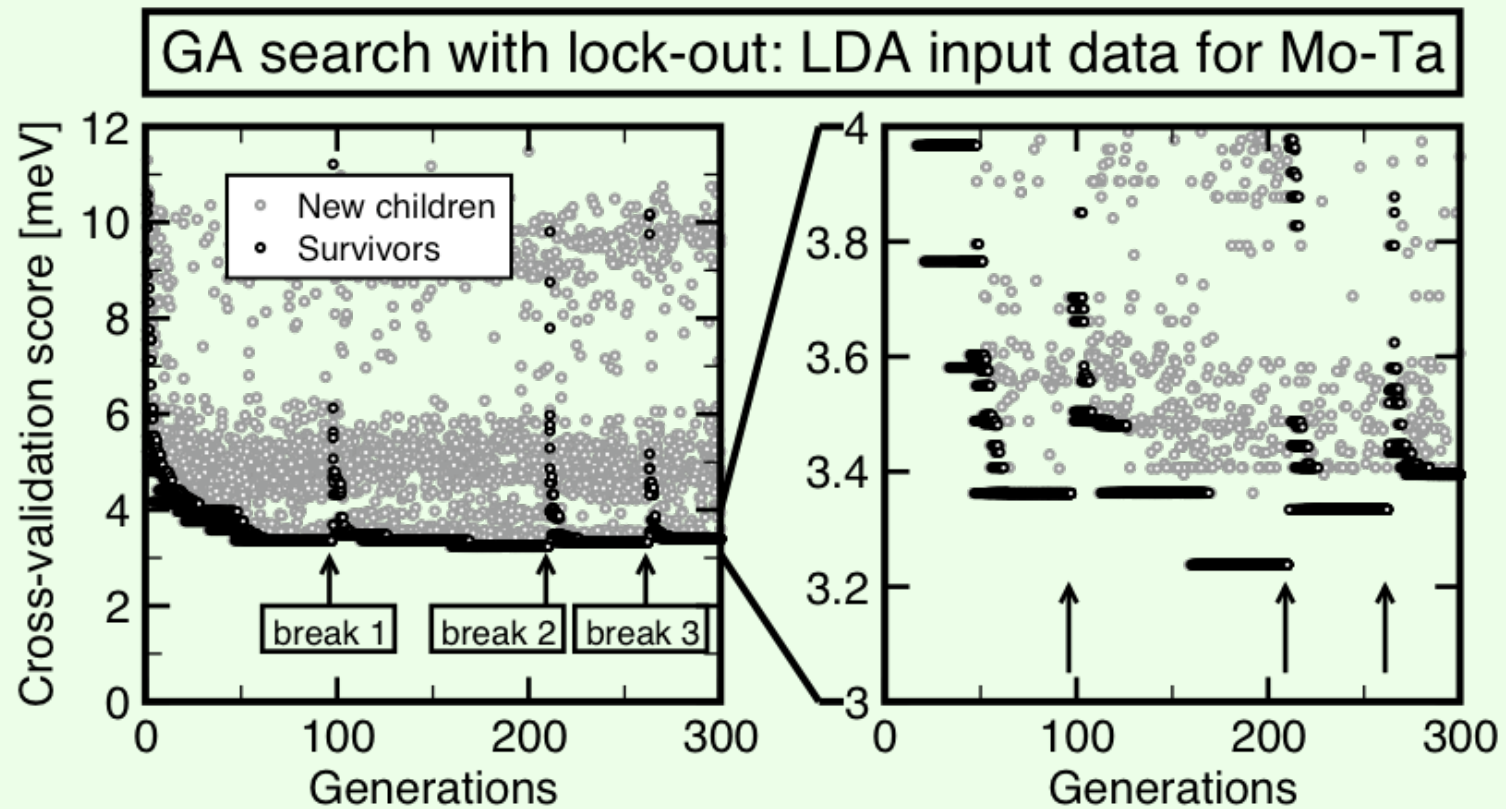 GA search with lock-out: LDA input data for Mo-Ta
Cross-validation score [meV]
12
10
8
6
4
2
0
New children
Survivors
break 1
break 2
break 3
0
100
200
300
Generations
4
3.8
3.6
3.4
3.2
3
0
100
200
300
Generations